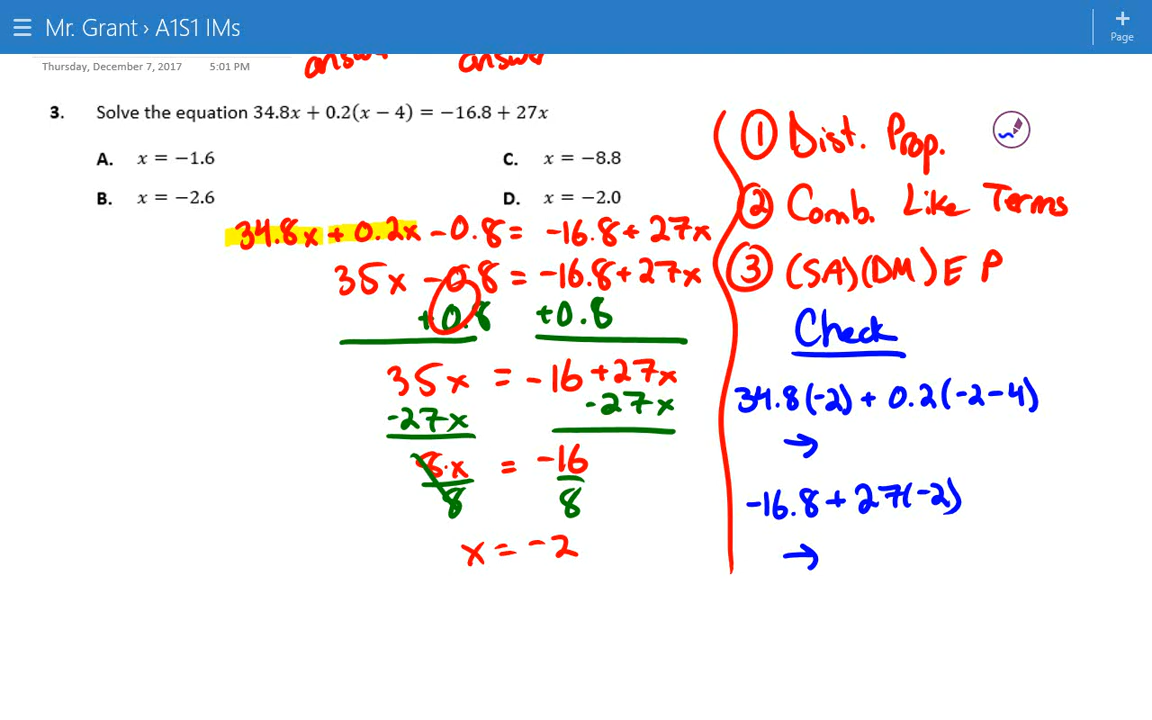 Mr. Grant › A1S1 IMs
Page
answer answer
Thursday, December 7, 2017 5:01 PM
3. Solve the equation 34.8x + 0.2(x − 4) = −16.8 + 27x
A. x = −1.6
C. x = −8.8
B. x = −2.6
D. x = −2.0
34.8x + 0.2x - 0.8 = -16.8 + 27x
35x - 0.8 = -16.8 + 27x
+0.8 +0.8
35x = -16 + 27x
-27x -27x
8·x = -16
8 8
x = -2
① Dist. Prop.
② Comb. Like Terms
③ (SA)(DM) E P
Check
34.8(-2) + 0.2(-2-4)
→
-16.8 + 27(-2)
→